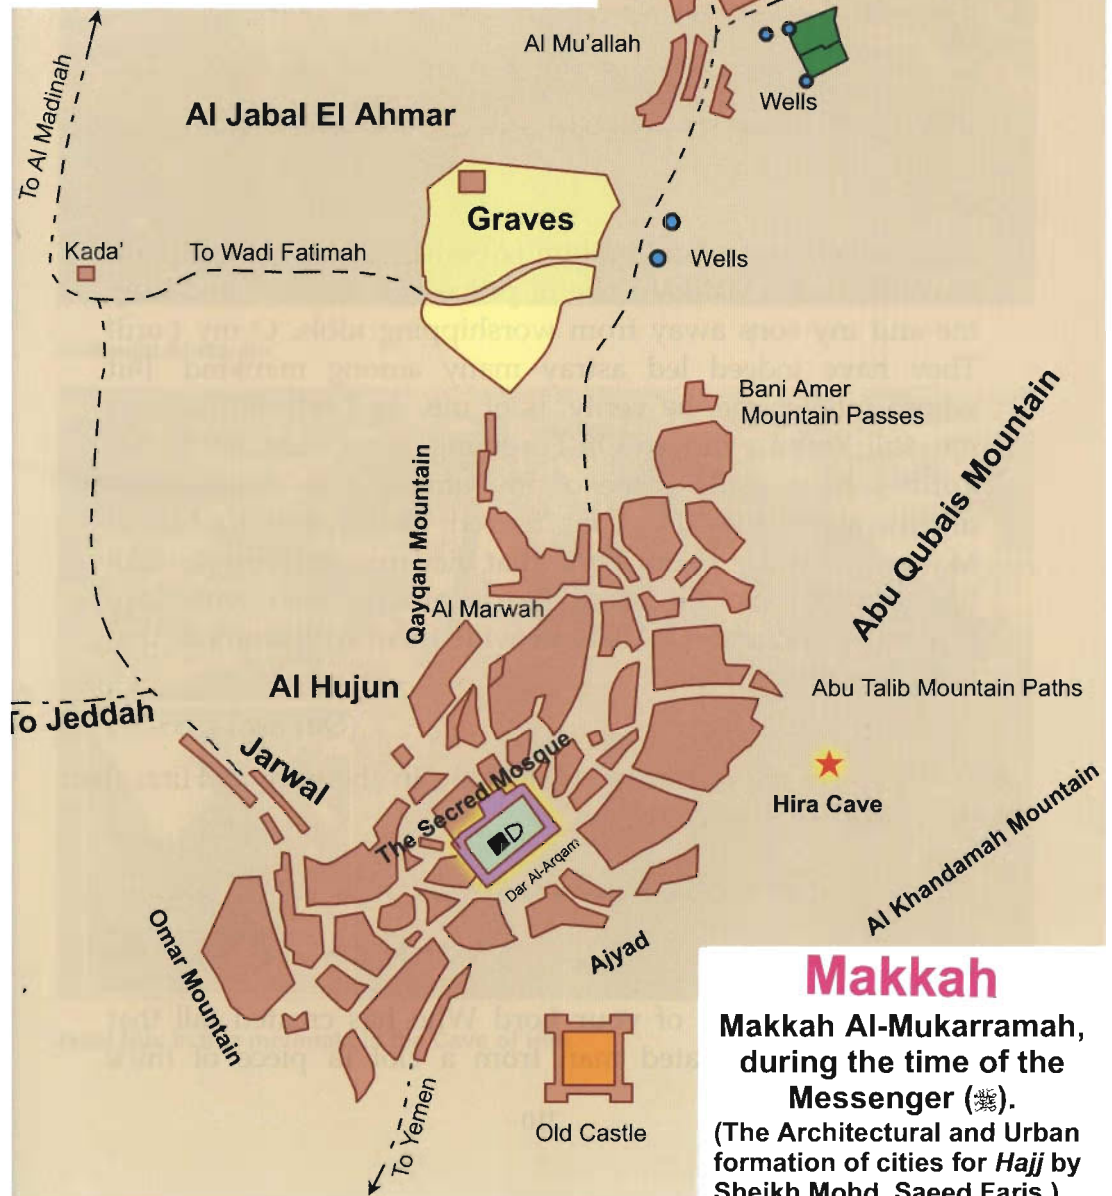 Al Mu’allah
Wells
To Al Madinah
Al Jabal El Ahmar
Graves
Kada’
To Wadi Fatimah
Wells
Bani Amer
Mountain Passes
Qayqan Mountain
Abu Qubais Mountain
Al Marwah
Al Hujun
Abu Talib Mountain Paths
To Jeddah
Jarwal
The Secred Mosque
Hira Cave
Dar Al-Arqam
Al Khandamah Mountain
Omar Mountain
Ajyad
To Yemen
Old Castle
Makkah
Makkah Al-Mukarramah,
during the time of the
Messenger (ﷺ).
(The Architectural and Urban
formation of cities for Hajj by
Sheikh Mohd. Saeed Faris.)